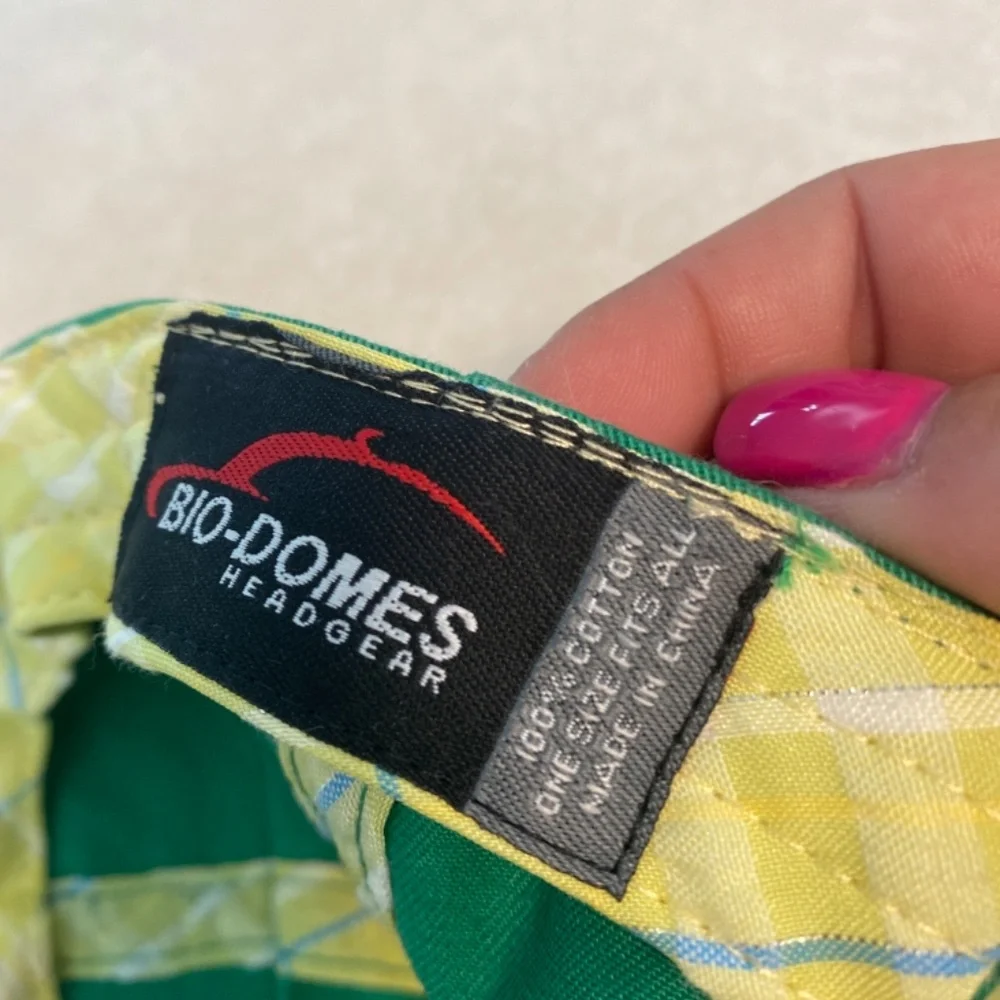 BIO-DOMES
HEADGEAR
100% COTTON
ONE SIZE FITS ALL
MADE IN CHINA